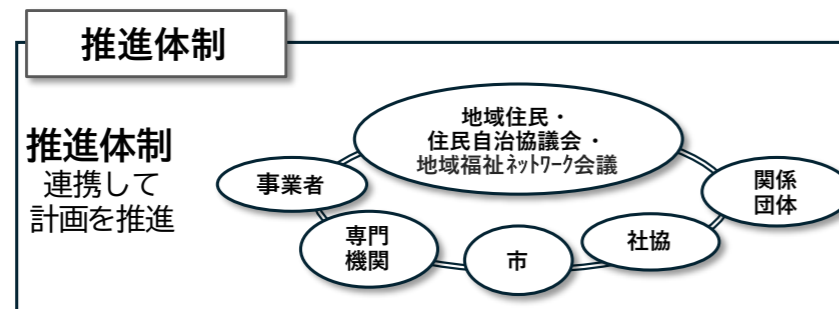 推進体制
推進体制
連携して
計画を推進
地域住民・
住民自治協議会・
地域福祉ﾈｯﾄﾜｰｸ会議
事業者
関係
団体
専門
機関
市
社協